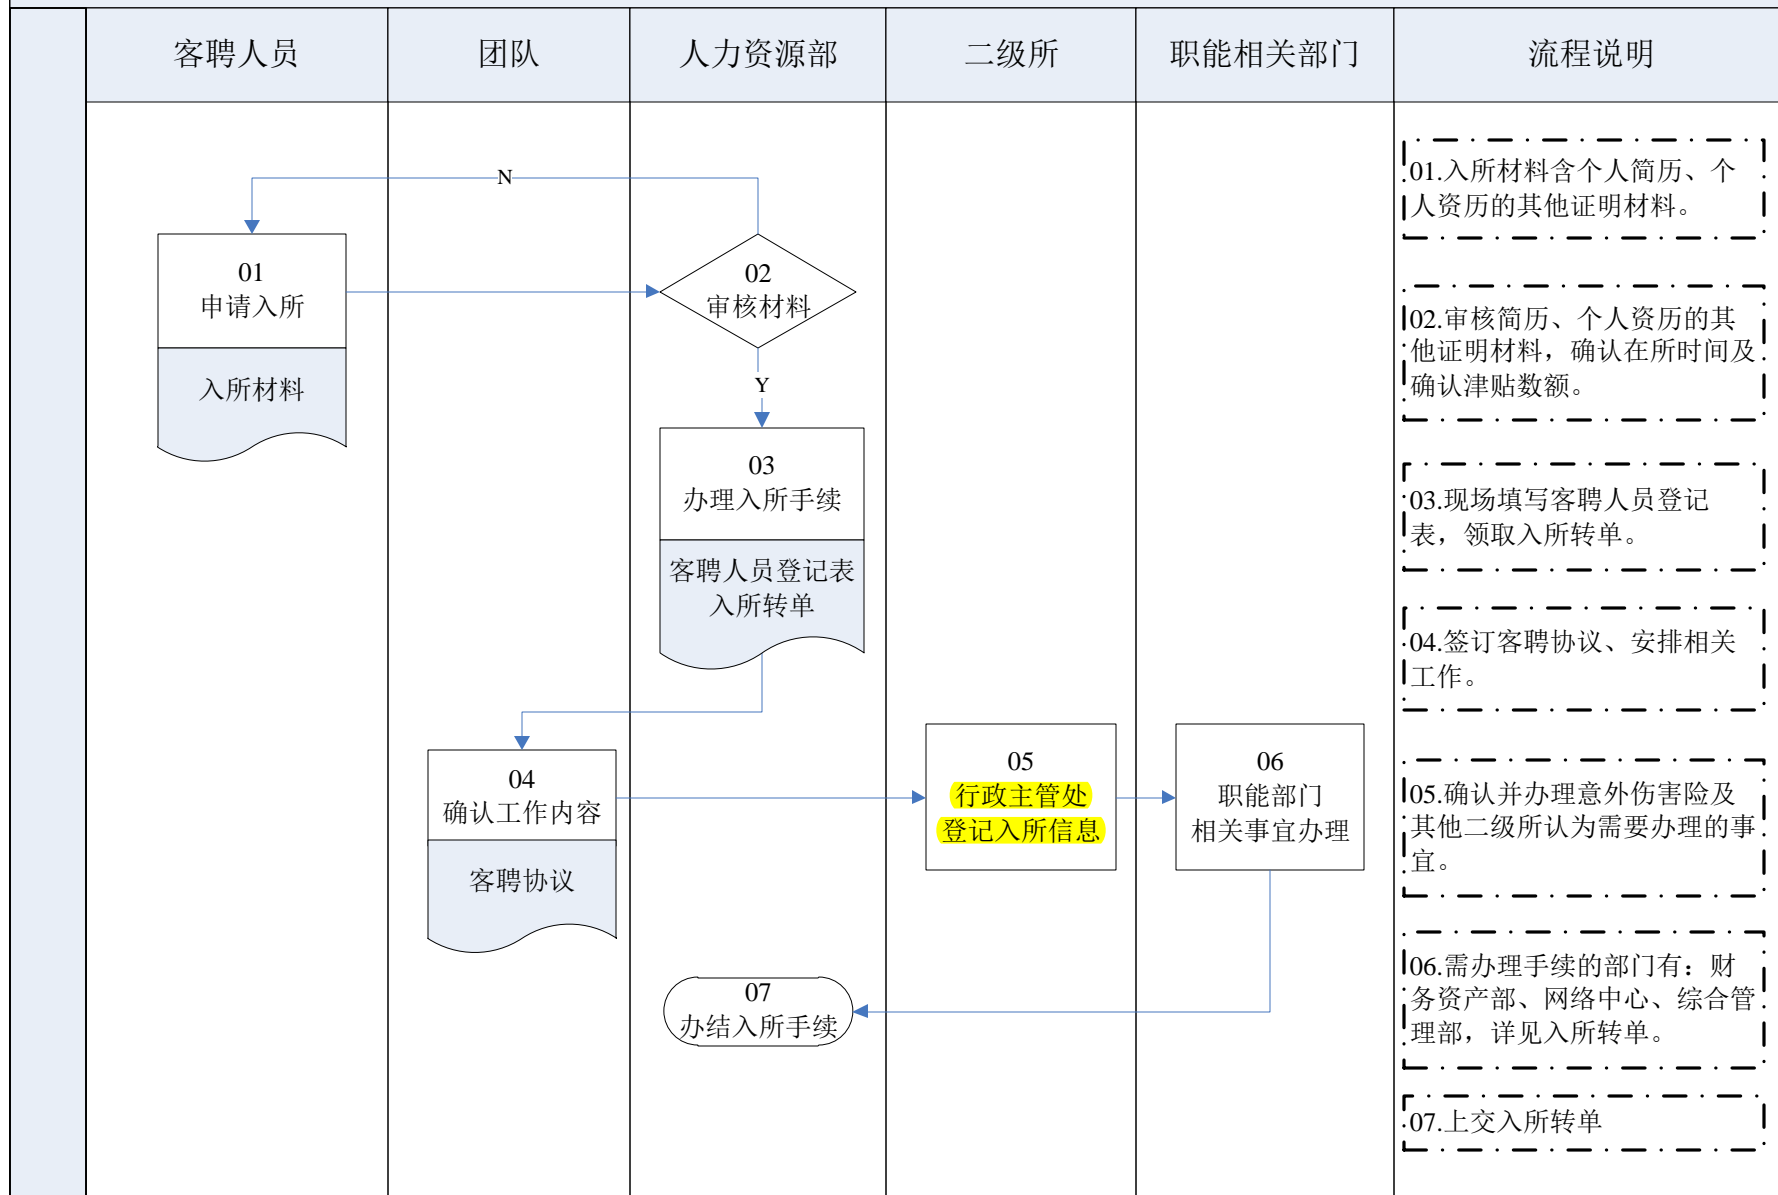 客聘人员
团队
人力资源部
二级所
职能相关部门
流程说明
N
01
申请入所
入所材料
02
审核材料
Y
03
办理入所手续
客聘人员登记表
入所转单
04
确认工作内容
客聘协议
05
行政主管处
登记入所信息
06
职能部门
相关事宜办理
07
办结入所手续
01.入所材料含个人简历、个
人资历的其他证明材料。
02.审核简历、个人资历的其
他证明材料，确认在所时间及
确认津贴数额。
03.现场填写客聘人员登记
表，领取入所转单。
04.签订客聘协议、安排相关
工作。
05.确认并办理意外伤害险及
其他二级所认为需要办理的事
宜。
06.需办理手续的部门有：财
务资产部、网络中心、综合管
理部，详见入所转单。
07.上交入所转单